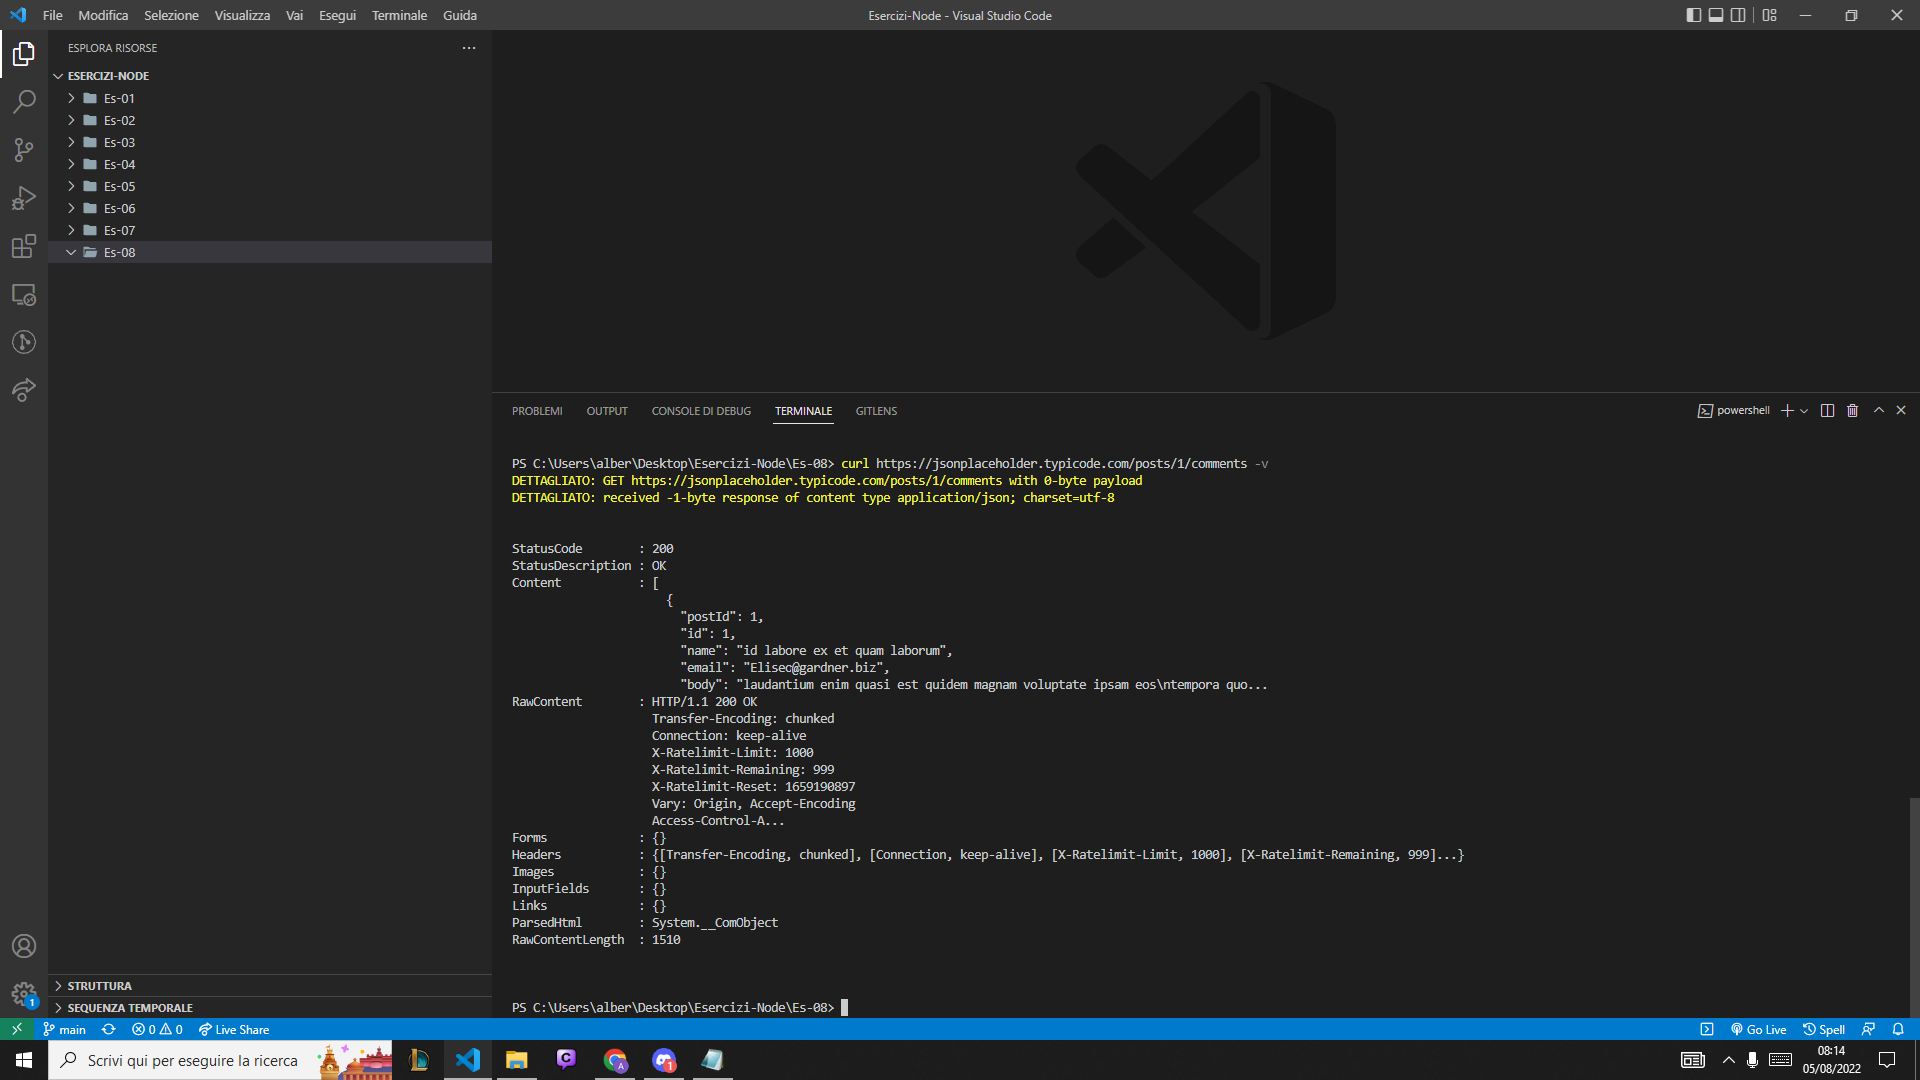 File Modifica Selezione Visualizza Vai Esegui Terminale Guida
Esercizi-Node - Visual Studio Code
ESPLORA RISORSE
ESERCIZI-NODE
Es-01
Es-02
Es-03
Es-04
Es-05
Es-06
Es-07
Es-08
PROBLEMI OUTPUT CONSOLE DI DEBUG TERMINALE GITLENS
powershell
PS C:\Users\alber\Desktop\Esercizi-Node\Es-08> curl https://jsonplaceholder.typicode.com/posts/1/comments -v
DETTAGLIATO: GET https://jsonplaceholder.typicode.com/posts/1/comments with 0-byte payload
DETTAGLIATO: received -1-byte response of content type application/json; charset=utf-8
StatusCode : 200
StatusDescription : OK
Content : [
{
"postId": 1,
"id": 1,
"name": "id labore ex et quam laborum",
"email": "Eliseo@gardner.biz",
"body": "laudantium enim quasi est quidem magnam voluptate ipsam eos\ntempora quo...
RawContent : HTTP/1.1 200 OK
Transfer-Encoding: chunked
Connection: keep-alive
X-Ratelimit-Limit: 1000
X-Ratelimit-Remaining: 999
X-Ratelimit-Reset: 1659190897
Vary: Origin, Accept-Encoding
Access-Control-A...
Forms : {}
Headers : {[Transfer-Encoding, chunked], [Connection, keep-alive], [X-Ratelimit-Limit, 1000], [X-Ratelimit-Remaining, 999]...}
Images : {}
InputFields : {}
Links : {}
ParsedHtml : System.__ComObject
RawContentLength : 1510
PS C:\Users\alber\Desktop\Esercizi-Node\Es-08>
STRUTTURA
SEQUENZA TEMPORALE
1
main 0 0 Live Share
Go Live Spell
Scrivi qui per eseguire la ricerca
C
A
1
08:14
05/08/2022